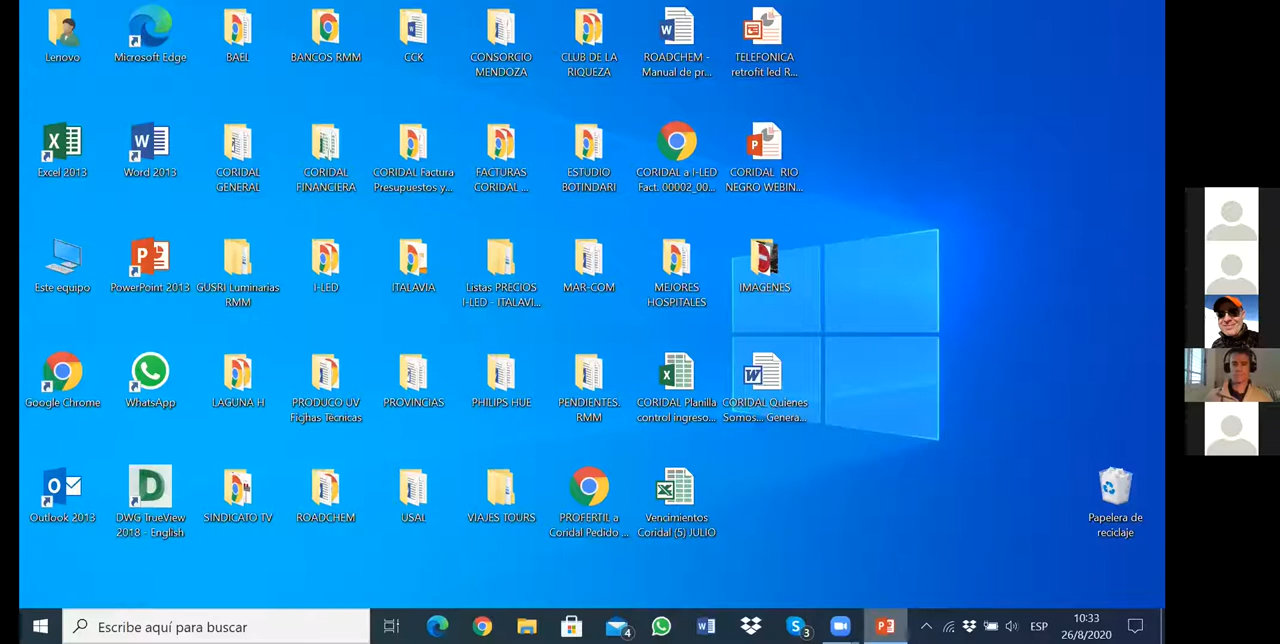 Lenovo
Microsoft Edge
BAEL
BANCOS RMM
CCK
CONSORCIO
MENDOZA
CLUB DE LA
RIQUEZA
ROADCHEM -
Manual de pr...
TELEFONICA
retrofit led R...
Excel 2013
Word 2013
CORIDAL
GENERAL
CORIDAL
FINANCIERA
CORIDAL Factura
Presupuestos y...
FACTURAS
CORIDAL ...
ESTUDIO
BOTINDARI
CORIDAL a I-LED
Fact. 00002_00...
CORIDAL RIO
NEGRO WEBIN...
Este equipo
PowerPoint 2013
GUSRI Luminarias
RMM
I-LED
ITALAVIA
Listas PRECIOS
I-LED - ITALAVI...
MAR-COM
MEJORES
HOSPITALES
IMAGENES
Google Chrome
WhatsApp
LAGUNA H
PRODUCO UV
Fichas Técnicas
PROVINCIAS
PHILIPS HUE
PENDIENTES.
RMM
CORIDAL Planilla
control ingreso...
CORIDAL Quienes
Somos... Genera...
Outlook 2013
DWG TrueView
2018 - English
SINDICATO TV
ROADCHEM
USAL
VIAJES TOURS
PROFERTIL a
Coridal Pedido ...
Vencimientos
Coridal (5) JULIO
Papelera de
reciclaje
Escribe aquí para buscar
4
3
ESP
10:33
26/8/2020